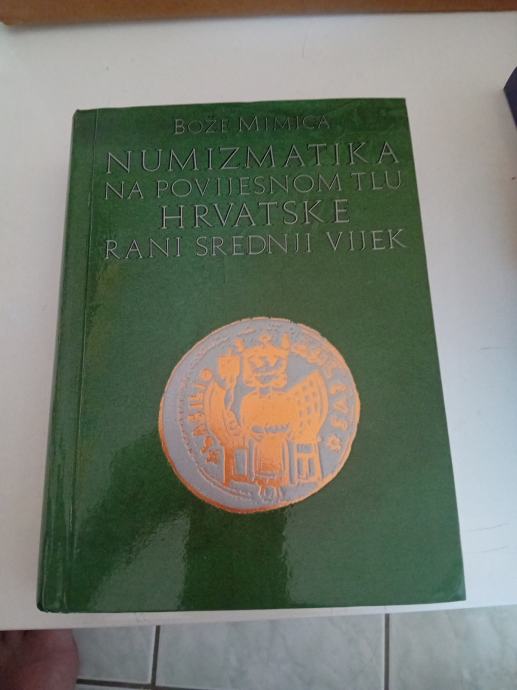 BOŽE MIMICA
NUMIZMATIKA
NA POVIJESNOM TLU
HRVATSKE
RANI SREDNJI VIJEK